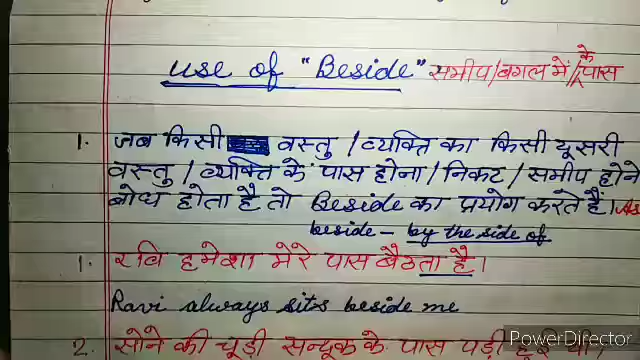 use of "Beside" समीप/बगल में/के पास
1. जब किसी वस्तु / व्यक्ति का किसी दूसरी
वस्तु / व्यक्ति के पास होना / निकट / समीप होने
बोध होता है तो Beside का प्रयोग करते हैं। As
beside - by the side of
1. रवि हमेशा मेरे पास बैठता है।
Ravi always sits beside me
2. सोने की चूड़ी सन्दूक के पास पड़ी
PowerDirector